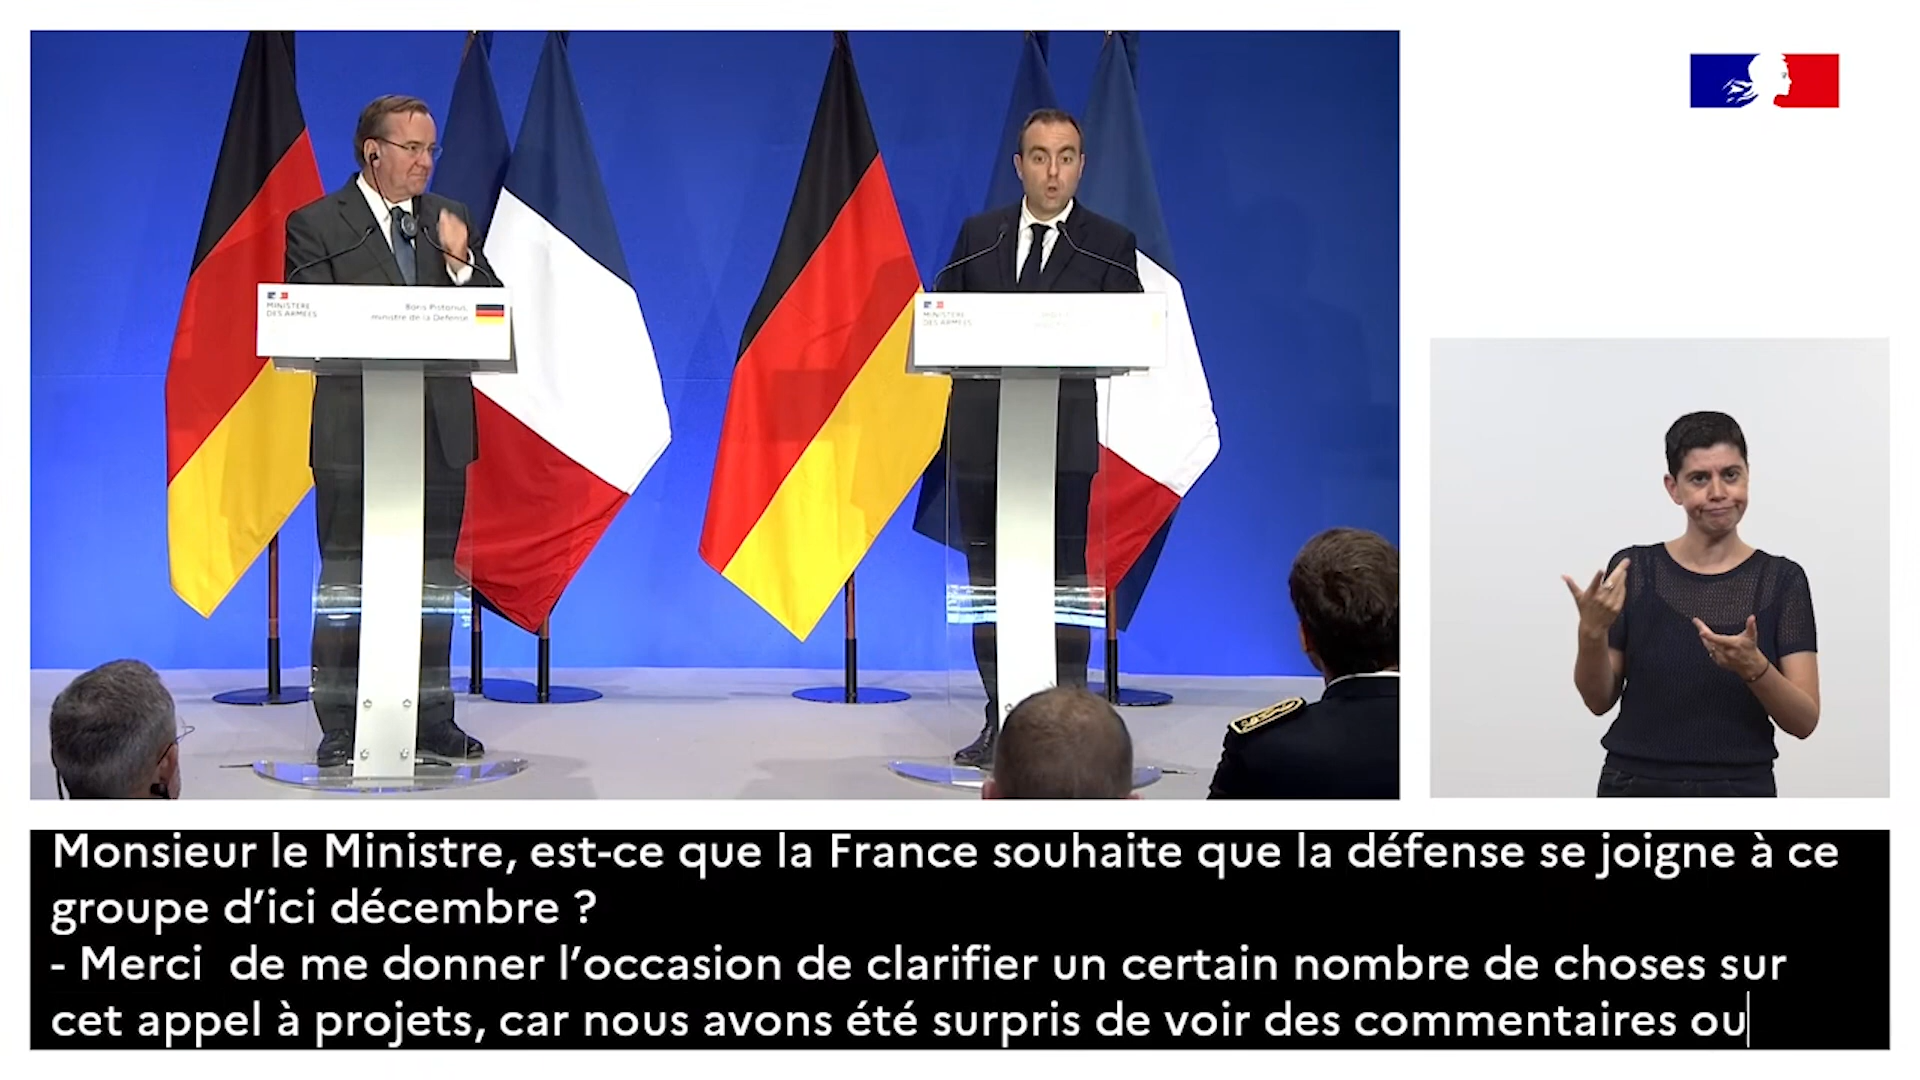 MINISTÈRE
DES ARMÉES
Boris Pistorius,
ministre de la Défense
MINISTÈRE
DES ARMÉES
Monsieur le Ministre, est-ce que la France souhaite que la défense se joigne à ce
groupe d’ici décembre ?
- Merci  de me donner l’occasion de clarifier un certain nombre de choses sur
cet appel à projets, car nous avons été surpris de voir des commentaires ou